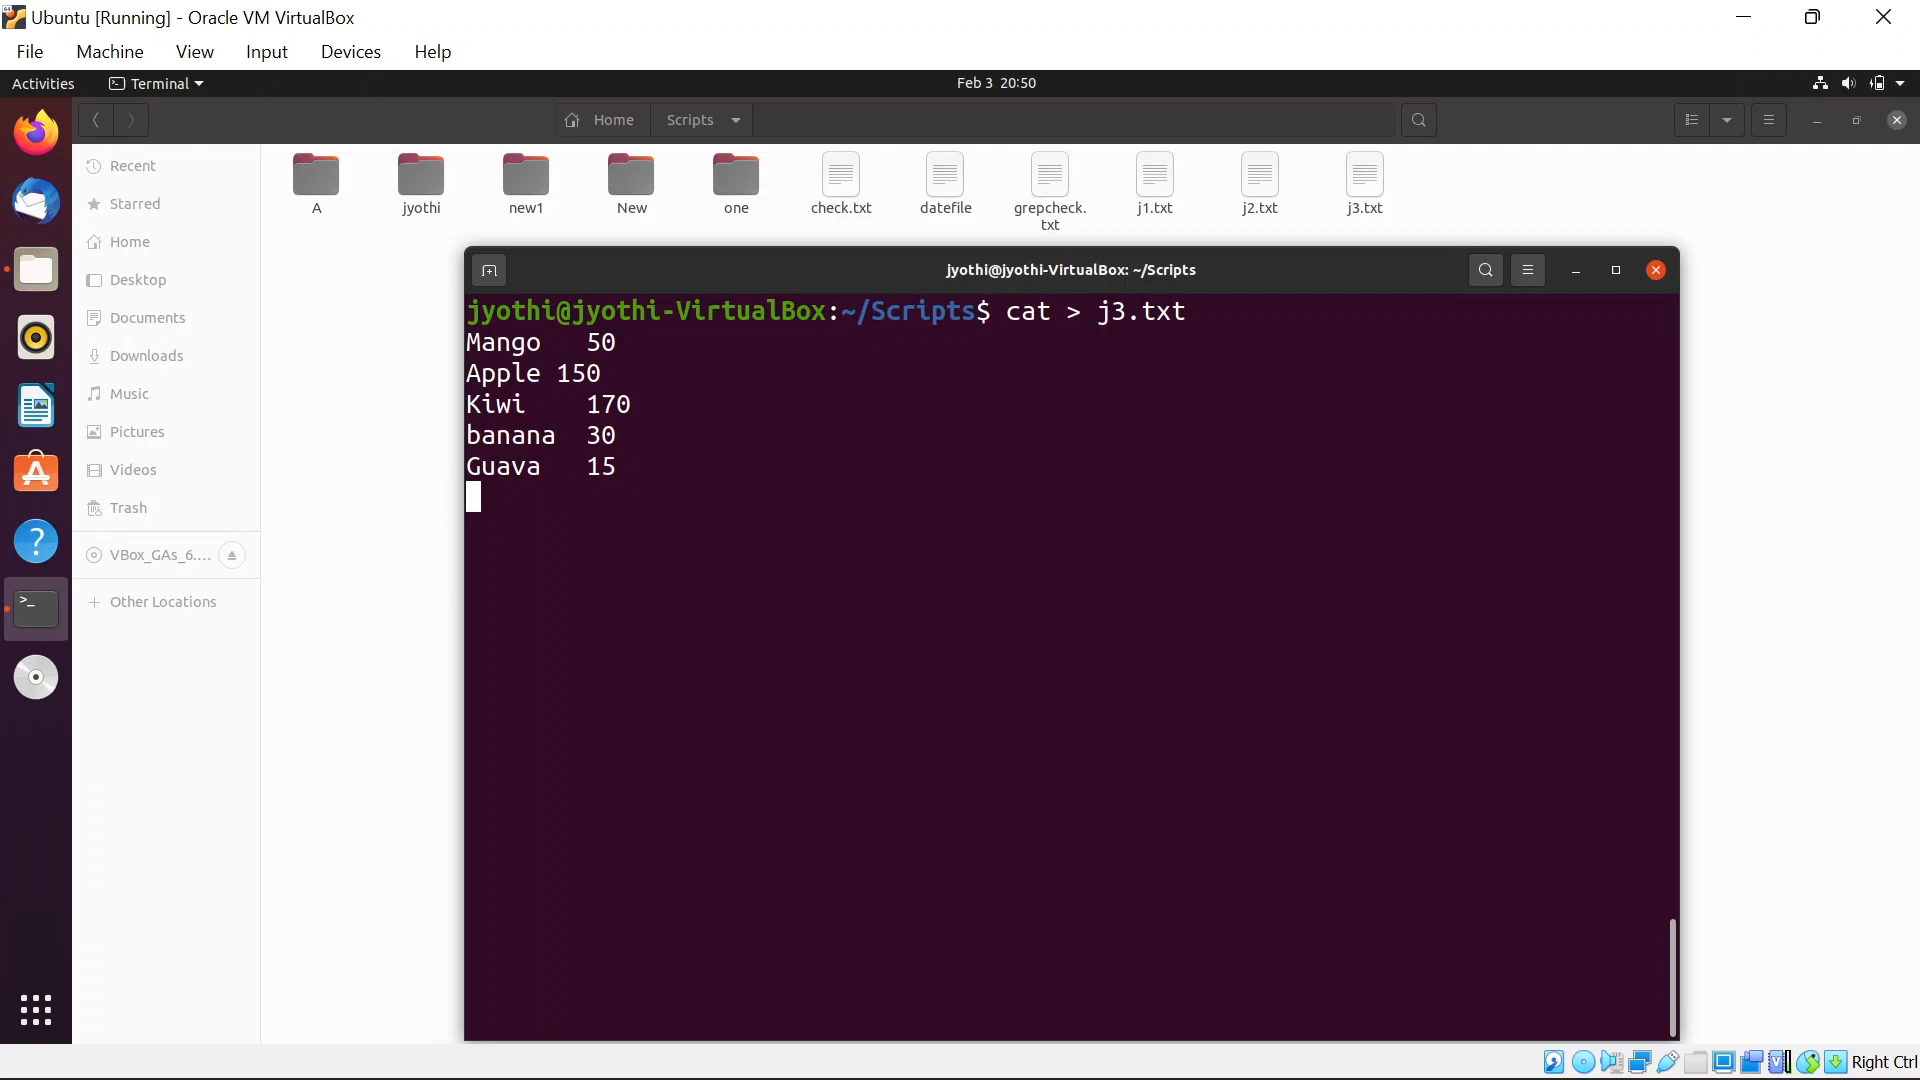 Ubuntu [Running] - Oracle VM VirtualBox
File Machine View Input Devices Help
Activities Terminal Feb 3 20:50
Home Scripts
Recent
Starred
Home
Desktop
Documents
Downloads
Music
Pictures
Videos
Trash
VBox_GAs_6....
Other Locations
A jyothi new1 New one check.txt datefile grepcheck. j1.txt j2.txt j3.txt
txt
jyothi@jyothi-VirtualBox: ~/Scripts
jyothi@jyothi-VirtualBox:~/Scripts$ cat > j3.txt
Mango   50
Apple 150
Kiwi    170
banana  30
Guava   15
Right Ctrl